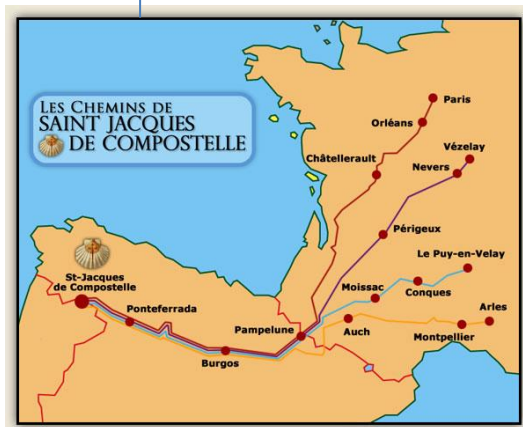 LES CHEMINS DE
SAINT JACQUES
DE COMPOSTELLE
Paris
Orléans
Vézelay
Châtellerault
Nevers
Périgeux
Le Puy-en-Velay
St-Jacques
de Compostelle
Moissac
Conques
Ponteferrada
Arles
Pampelune
Auch
Montpellier
Burgos